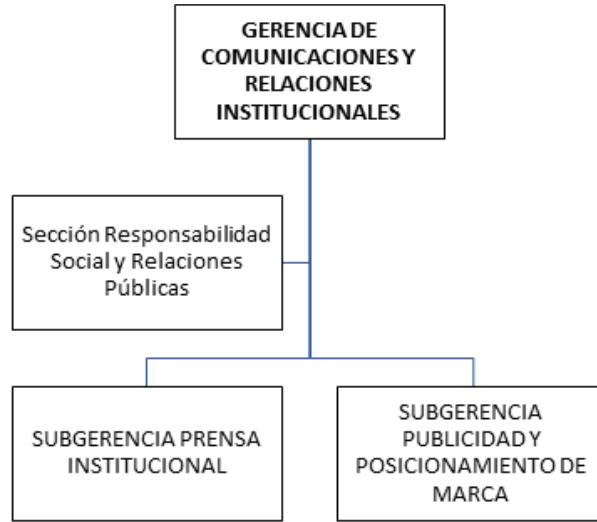 GERENCIA DE
COMUNICACIONES Y
RELACIONES
INSTITUCIONALES
Sección Responsabilidad
Social y Relaciones
Públicas
SUBGERENCIA PRENSA
INSTITUCIONAL
SUBGERENCIA
PUBLICIDAD Y
POSICIONAMIENTO DE
MARCA